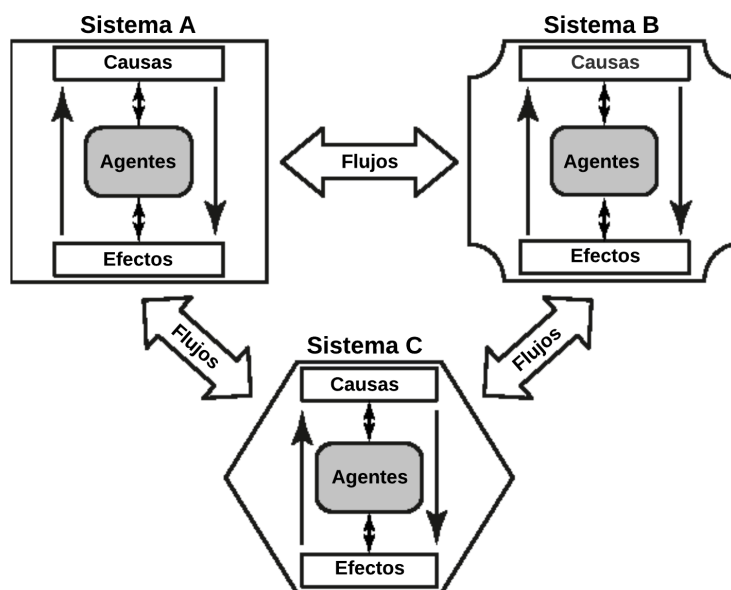 Sistema A
Causas
Agentes
Efectos
Flujos
Sistema B
Causas
Agentes
Efectos
Flujos
Flujos
Sistema C
Causas
Agentes
Efectos